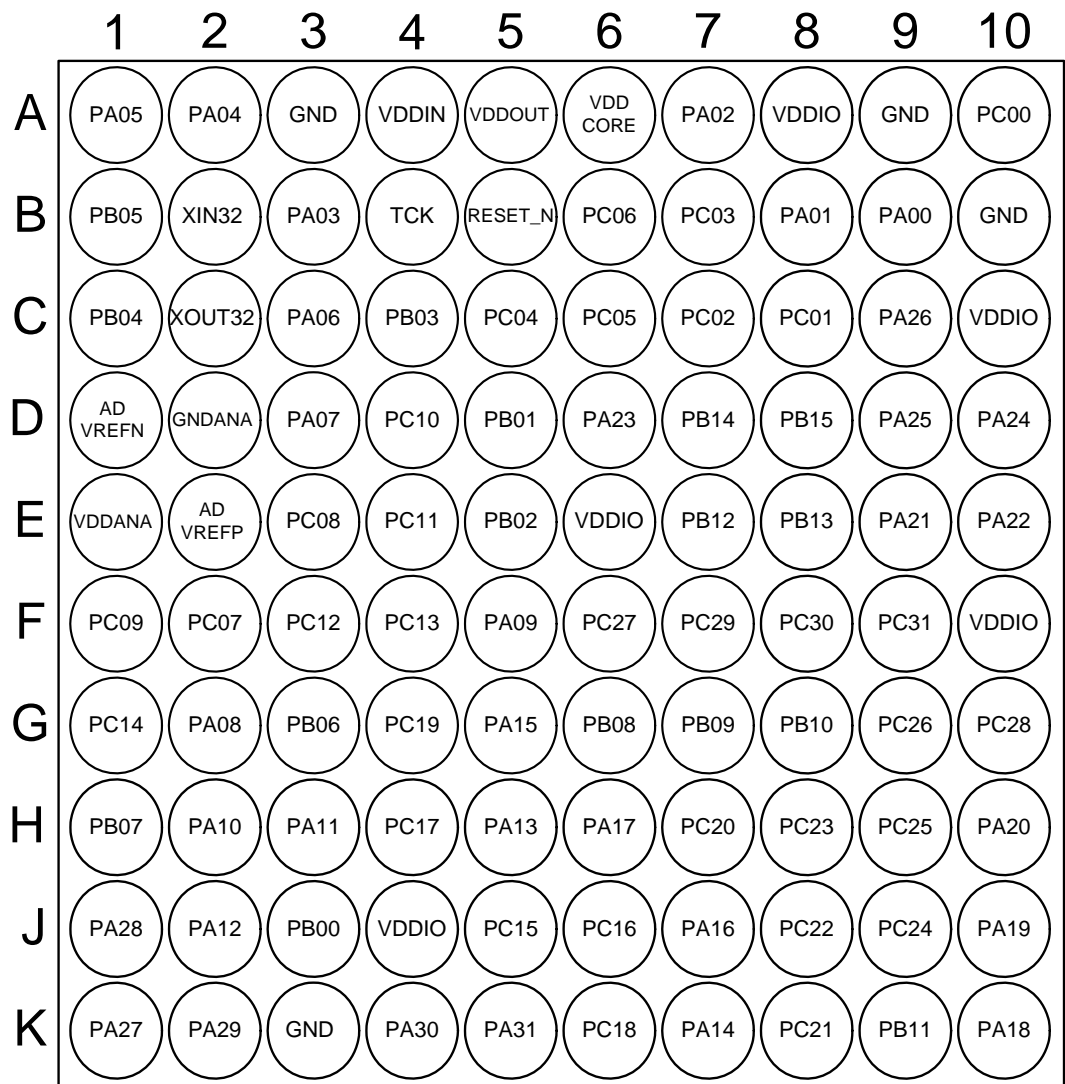 1 2 3 4 5 6 7 8 9 10
A PA05 PA04 GND VDDIN VDDOUT VDD CORE PA02 VDDIO GND PC00
B PB05 XIN32 PA03 TCK RESET_N PC06 PC03 PA01 PA00 GND
C PB04 XOUT32 PA06 PB03 PC04 PC05 PC02 PC01 PA26 VDDIO
D AD VREFN GNDANA PA07 PC10 PB01 PA23 PB14 PB15 PA25 PA24
E VDDANA AD VREFP PC08 PC11 PB02 VDDIO PB12 PB13 PA21 PA22
F PC09 PC07 PC12 PC13 PA09 PC27 PC29 PC30 PC31 VDDIO
G PC14 PA08 PB06 PC19 PA15 PB08 PB09 PB10 PC26 PC28
H PB07 PA10 PA11 PC17 PA13 PA17 PC20 PC23 PC25 PA20
J PA28 PA12 PB00 VDDIO PC15 PC16 PA16 PC22 PC24 PA19
K PA27 PA29 GND PA30 PA31 PC18 PA14 PC21 PB11 PA18